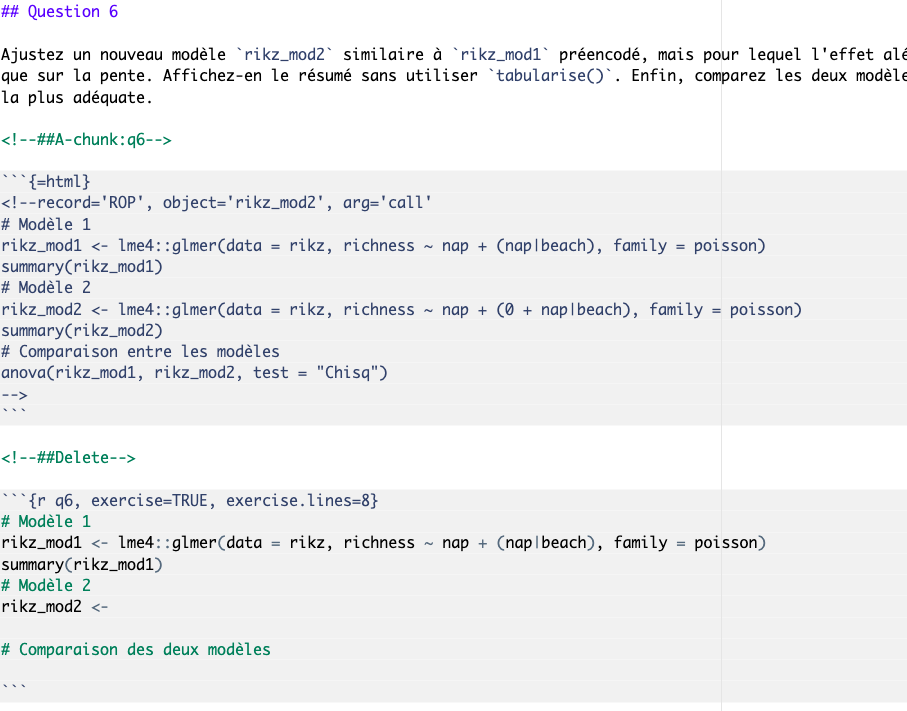 ## Question 6
Ajustez un nouveau modèle `rikz_mod2` similaire à `rikz_mod1` préencodé, mais pour lequel l'effet
que sur la pente. Affichez-en le résumé sans utiliser `tabularise()`. Enfin, comparez les deux
la plus adéquate.
<!--##A-chunk:q6-->
```{=html}
<!--record='ROP', object='rikz_mod2', arg='call'
# Modèle 1
rikz_mod1 <- lme4::glmer(data = rikz, richness ~ nap + (nap|beach), family = poisson)
summary(rikz_mod1)
# Modèle 2
rikz_mod2 <- lme4::glmer(data = rikz, richness ~ nap + (0 + nap|beach), family = poisson)
summary(rikz_mod2)
# Comparaison entre les modèles
anova(rikz_mod1, rikz_mod2, test = "Chisq")
-->
```
<!--##Delete-->
```{r q6, exercise=TRUE, exercise.lines=8}
# Modèle 1
rikz_mod1 <- lme4::glmer(data = rikz, richness ~ nap + (nap|beach), family = poisson)
summary(rikz_mod1)
# Modèle 2
rikz_mod2 <-
# Comparaison des deux modèles
```